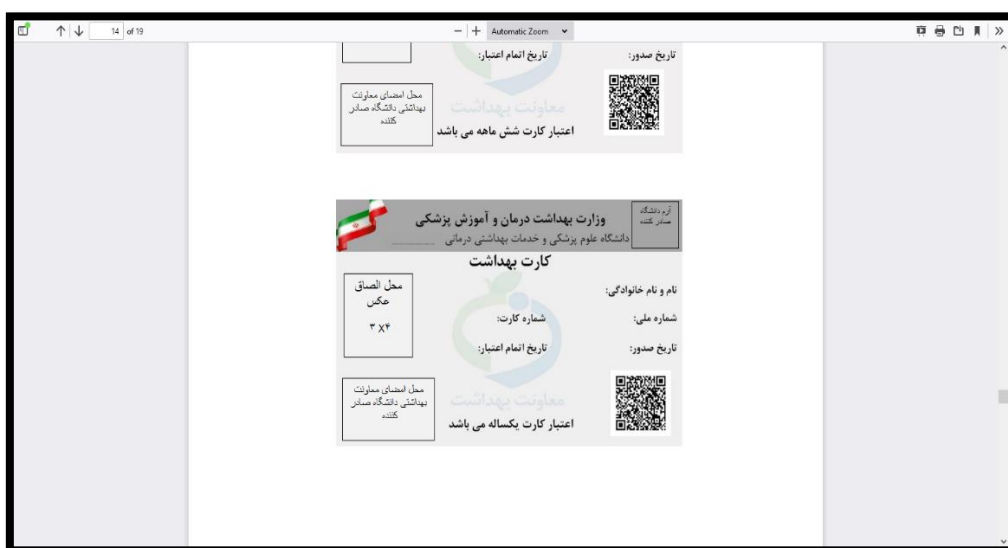 14 of 19
Automatic Zoom
تاریخ صدور: تاریخ اتمام اعتبار:
معاونت بهداشت
محل امضای معاونت
بهداشتی دانشگاه صادر
کننده
اعتبار کارت شش ماهه می باشد
آرم دانشگاه
صادر کننده
وزارت بهداشت درمان و آموزش پزشکی
دانشگاه علوم پزشکی و خدمات بهداشتی درمانی
کارت بهداشت
محل الصاق
عکس
۳ X۴
نام و نام خانوادگی:
شماره ملی: شماره کارت:
تاریخ صدور: تاریخ اتمام اعتبار:
معاونت بهداشت
محل امضای معاونت
بهداشتی دانشگاه صادر
کننده
اعتبار کارت یکساله می باشد